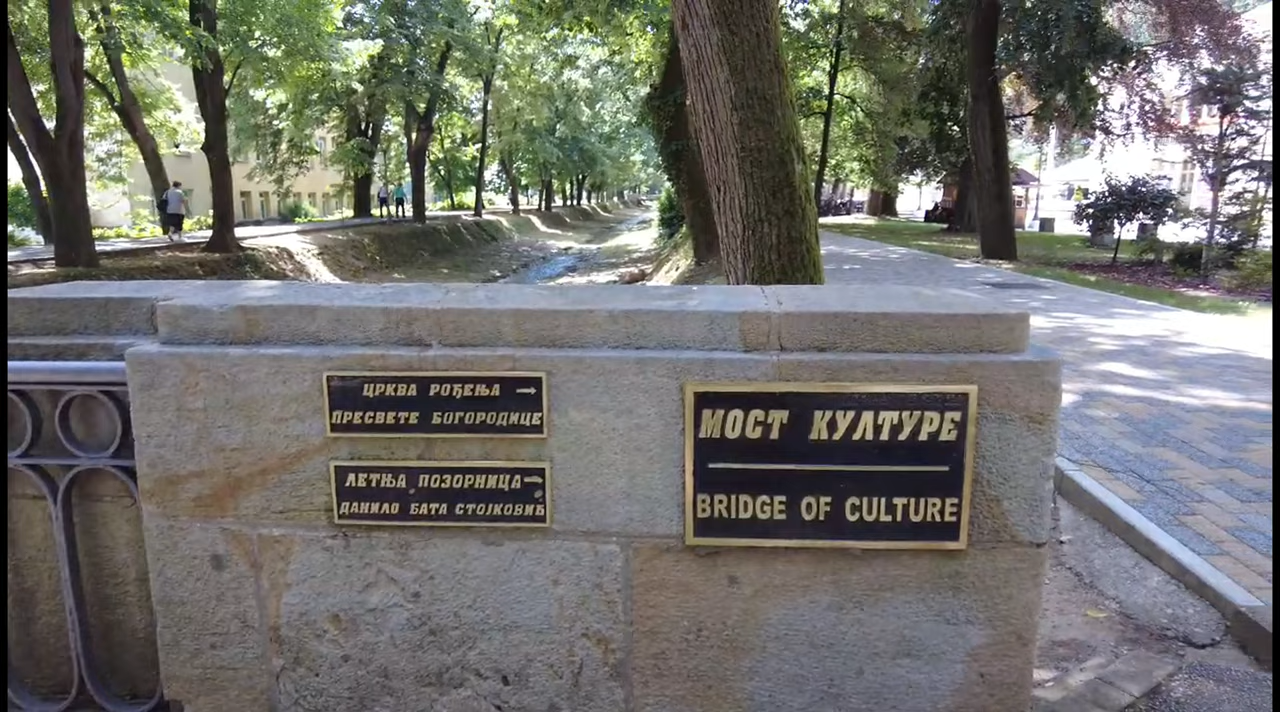 ЦРКВА РОЂЕЊА →
ПРЕСВЕТЕ БОГОРОДИЦЕ
ЛЕТЊА ПОЗОРНИЦА →
ДАНИЛО БАТА СТОЈКОВИЋ
МОСТ КУЛТУРЕ
BRIDGE OF CULTURE